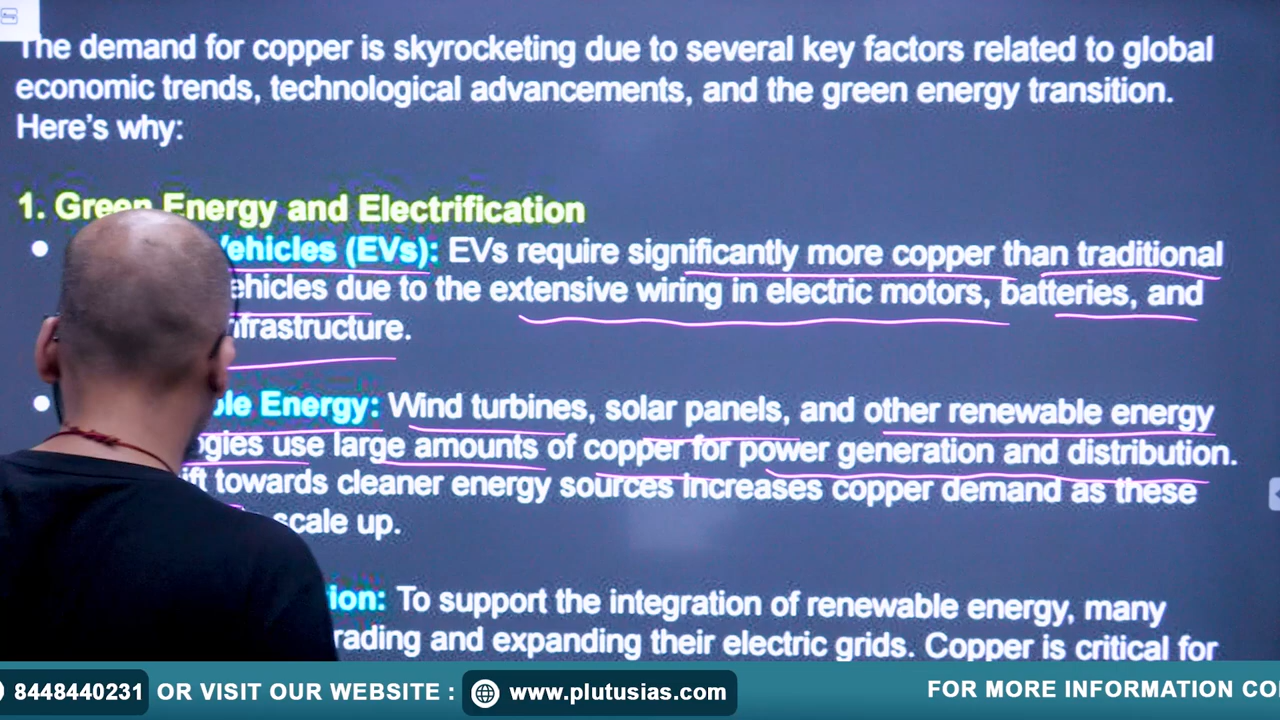 The demand for copper is skyrocketing due to several key factors related to global
economic trends, technological advancements, and the green energy transition.
Here's why:
1. Green Energy and Electrification
Vehicles (EVs): EVs require significantly more copper than traditional
vehicles due to the extensive wiring in electric motors, batteries, and
infrastructure.
ble Energy: Wind turbines, solar panels, and other renewable energy
ogies use large amounts of copper for power generation and distribution.
ift towards cleaner energy sources increases copper demand as these
scale up.
ion: To support the integration of renewable energy, many
rading and expanding their electric grids. Copper is critical for
8448440231 OR VISIT OUR WEBSITE : www.plutusias.com FOR MORE INFORMATION CO